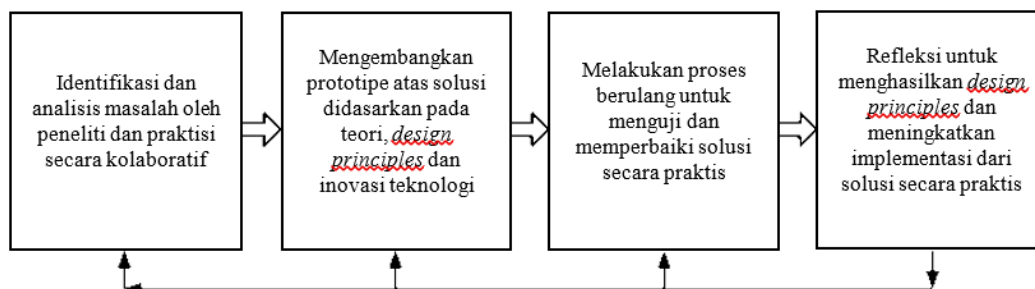 Identifikasi dan
analisis masalah oleh
peneliti dan praktisi
secara kolaboratif
Mengembangkan
prototipe atas solusi
didasarkan pada
teori, design
principles dan
inovasi teknologi
Melakukan proses
berulang untuk
menguji dan
memperbaiki solusi
secara praktis
Refleksi untuk
menghasilkan design
principles dan
meningkatkan
implementasi dari
solusi secara praktis